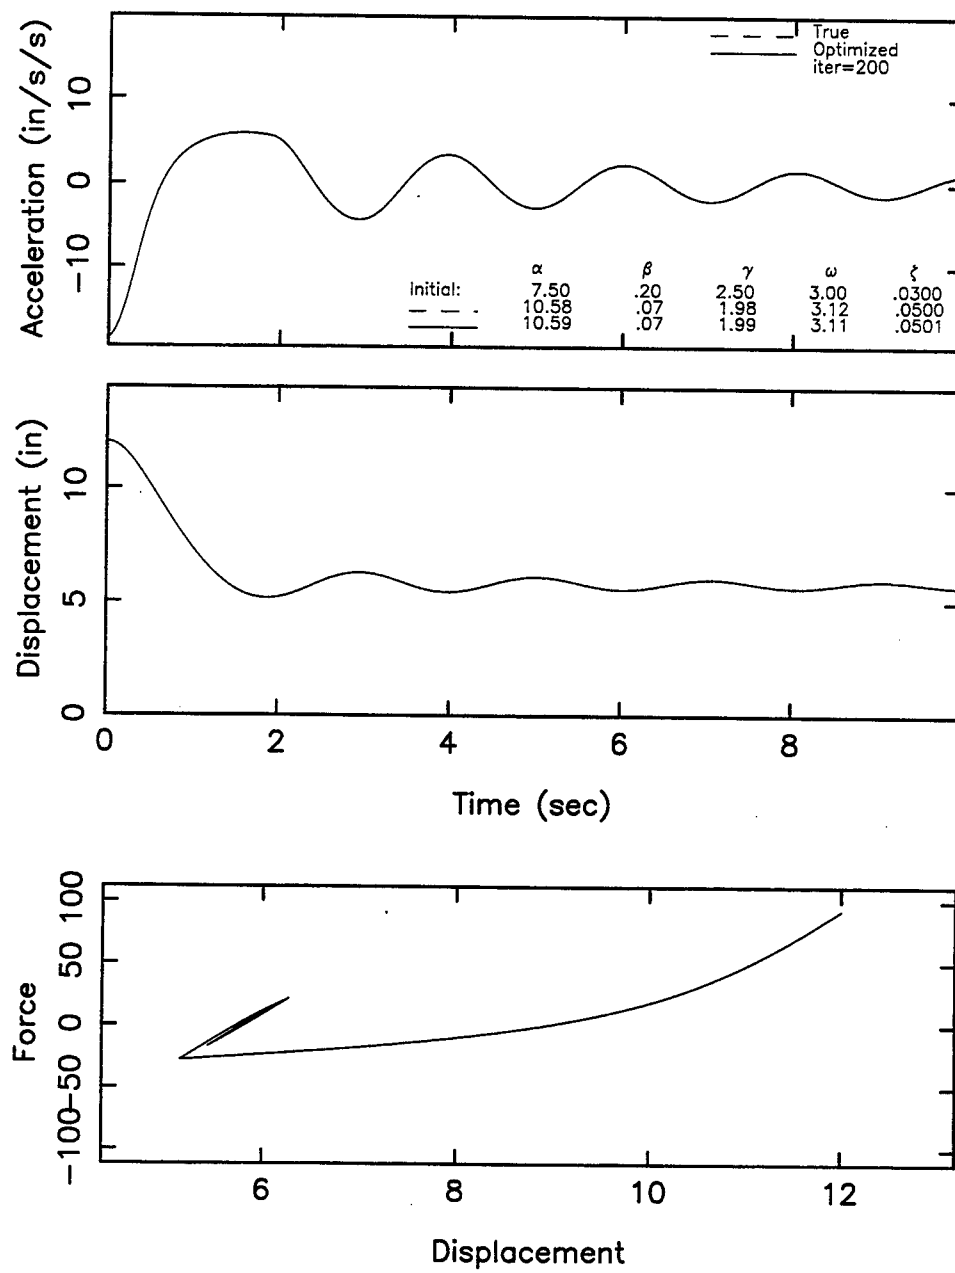 True
Optimized
iter=200
Acceleration (in/s/s)
10
0
−10
α β γ ω ζ
Initial: 7.50 .20 2.50 3.00 .0300
10.58 .07 1.98 3.12 .0500
10.59 .07 1.99 3.11 .0501
Displacement (in)
10
5
0
0 2 4 6 8
Time (sec)
Force
100
50
0
−50
−100
6 8 10 12
Displacement